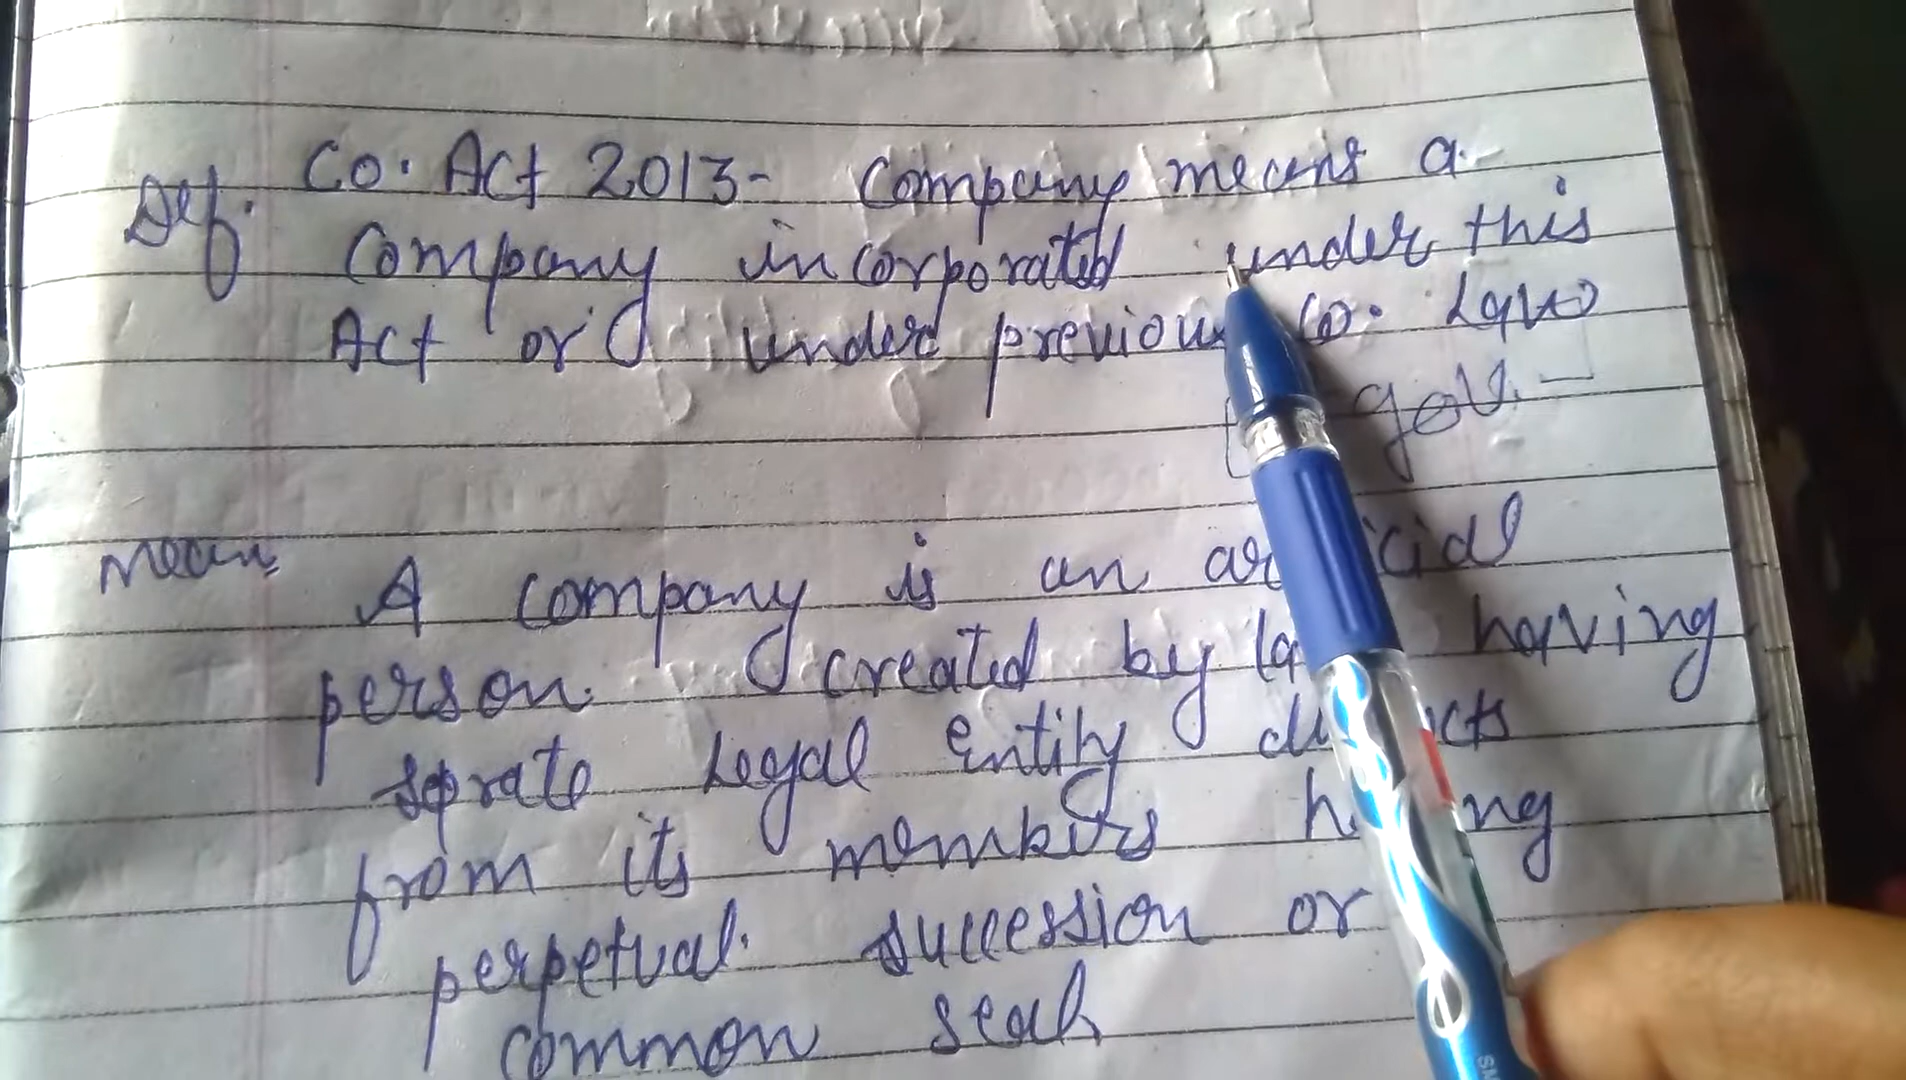 Co. Act 2013- Company means a
Def. Company incorporated under this
Act or under previous Co. Law
gov.
Mean A company is an
person created by having
seprate Legal Entity
from its members
perpetual succession or
common seal